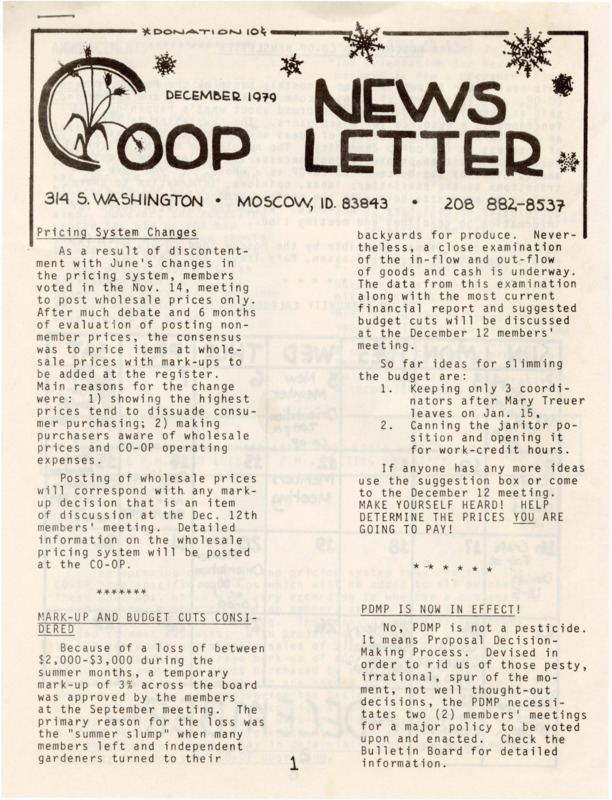 *DONATION 10¢
DECEMBER 1979
COOP NEWS LETTER
314 S. WASHINGTON • MOSCOW, ID. 83843 • 208 882-8537
Pricing System Changes
As a result of discontent-
ment with June's changes in
the pricing system, members
voted in the Nov. 14, meeting
to post wholesale prices only.
After much debate and 6 months
of evaluation of posting non-
member prices, the consensus
was to price items at whole-
sale prices with mark-ups to
be added at the register.
Main reasons for the change
were: 1) showing the highest
prices tend to dissuade consu-
mer purchasing; 2) making
purchasers aware of wholesale
prices and CO-OP operating
expenses.
Posting of wholesale prices
will correspond with any mark-
up decision that is an item
of discussion at the Dec. 12th
members' meeting. Detailed
information on the wholesale
pricing system will be posted
at the CO-OP.
*******
MARK-UP AND BUDGET CUTS CONSI-
DERED
Because of a loss of between
$2,000-$3,000 during the
summer months, a temporary
mark-up of 3% across the board
was approved by the members
at the September meeting. The
primary reason for the loss was
the "summer slump" when many
members left and independent
gardeners turned to their
backyards for produce. Never-
theless, a close examination
of the in-flow and out-flow
of goods and cash is underway.
The data from this examination
along with the most current
financial report and suggested
budget cuts will be discussed
at the December 12 members'
meeting.
So far ideas for slimming
the budget are:
1. Keeping only 3 coordi-
nators after Mary Treuer
leaves on Jan. 15,
2. Canning the janitor po-
sition and opening it
for work-credit hours.
If anyone has any more ideas
use the suggestion box or come
to the December 12 meeting.
MAKE YOURSELF HEARD! HELP
DETERMINE THE PRICES YOU ARE
GOING TO PAY!
* * * * * *
PDMP IS NOW IN EFFECT!
No, PDMP is not a pesticide.
It means Proposal Decision-
Making Process. Devised in
order to rid us of those pesty,
irrational, spur of the mo-
ment, not well thought-out
decisions, the PDMP necessi-
tates two (2) members' meetings
for a major policy to be voted
upon and enacted. Check the
Bulletin Board for detailed
information.
1